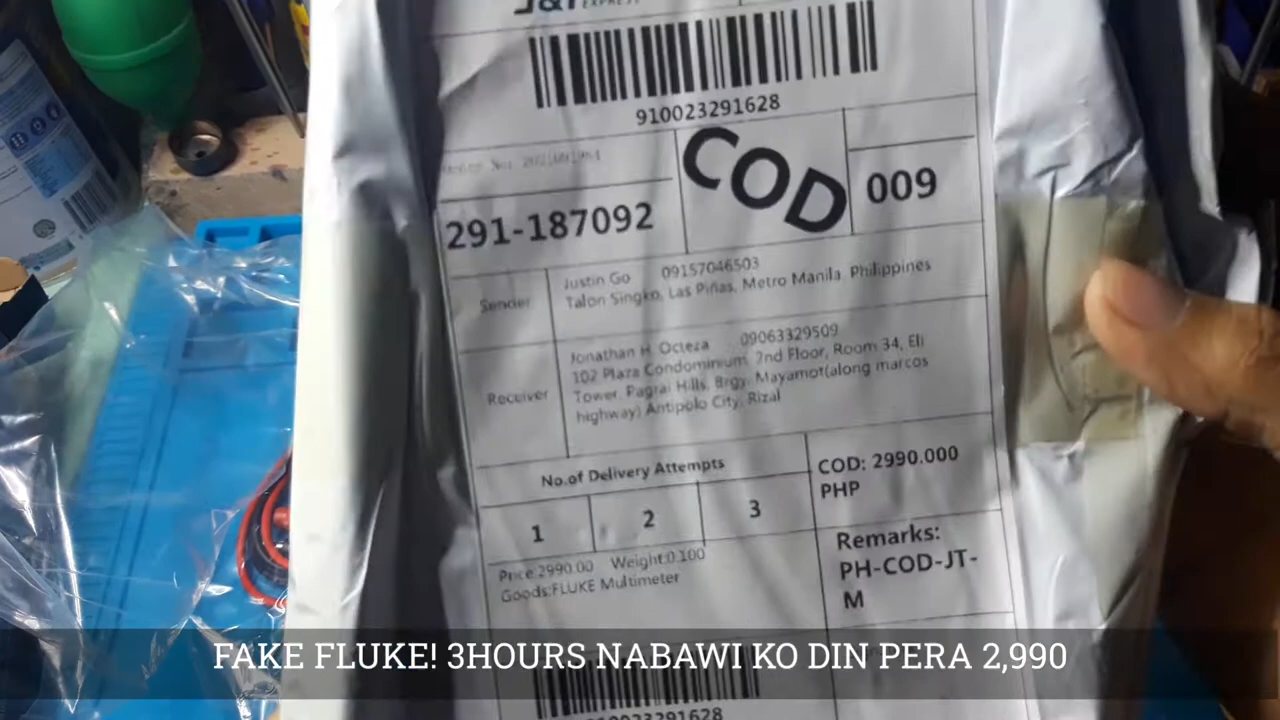 J&T EXPRESS
910023291628
COD
009
291-187092
Sender
Justin Go 09157046503
Talon Singko, Las Piñas, Metro Manila, Philippines
Receiver
Jonathan H. Octeza 09063329509
102 Plaza Condominium, 2nd Floor, Room 34, Eli
Tower, Pagrai Hills, Brgy. Mayamot(along marcos
highway) Antipolo City, Rizal
No.of Delivery Attempts
1 2 3
COD: 2990.000
PHP
Price:2990.00 Weight:0.100
Goods:FLUKE Multimeter
Remarks:
PH-COD-JT-
M
FAKE FLUKE! 3HOURS NABAWI KO DIN PERA 2,990
910023291628